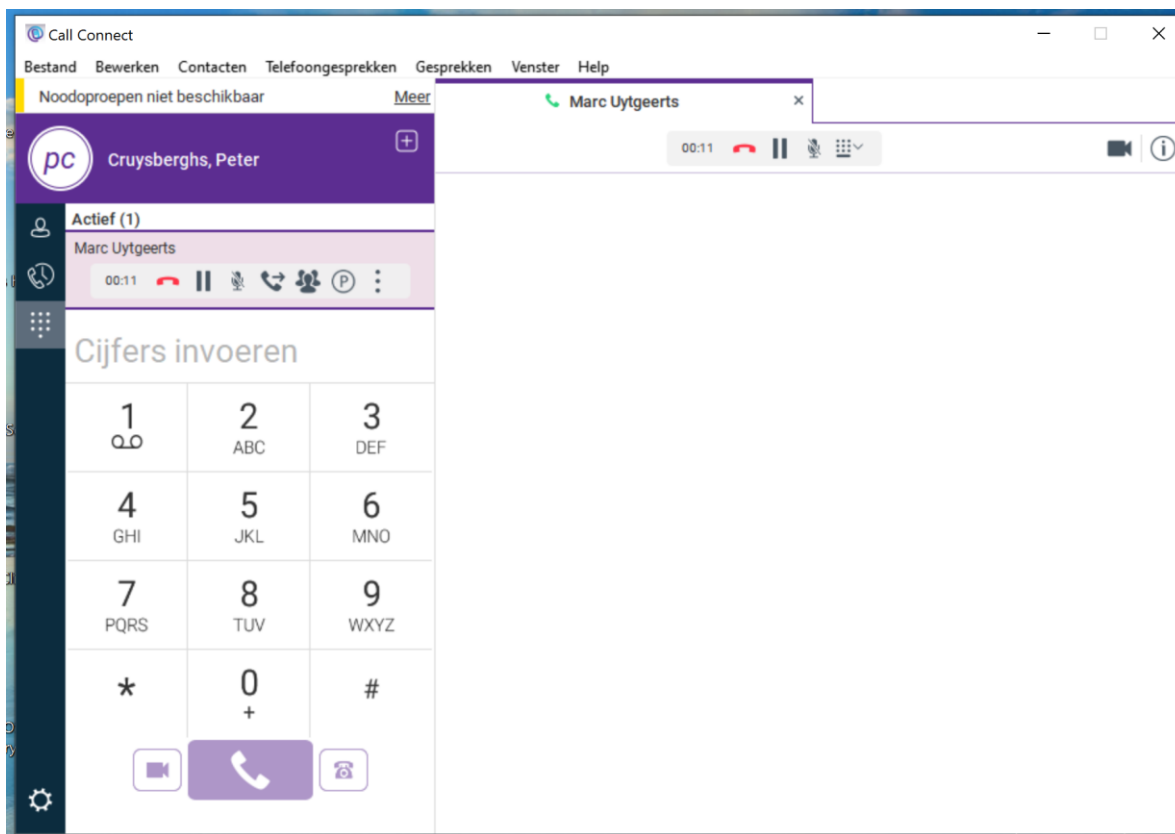 Call Connect
Bestand Bewerken Contacten Telefoongesprekken Gesprekken Venster Help
Noodoproepen niet beschikbaar Meer
Marc Uytgeerts
pc Cruysberghs, Peter
00:11
Actief (1)
Marc Uytgeerts
00:11 P
Cijfers invoeren
1 2 3
ABC DEF
4 5 6
GHI JKL MNO
7 8 9
PQRS TUV WXYZ
* 0 #
+